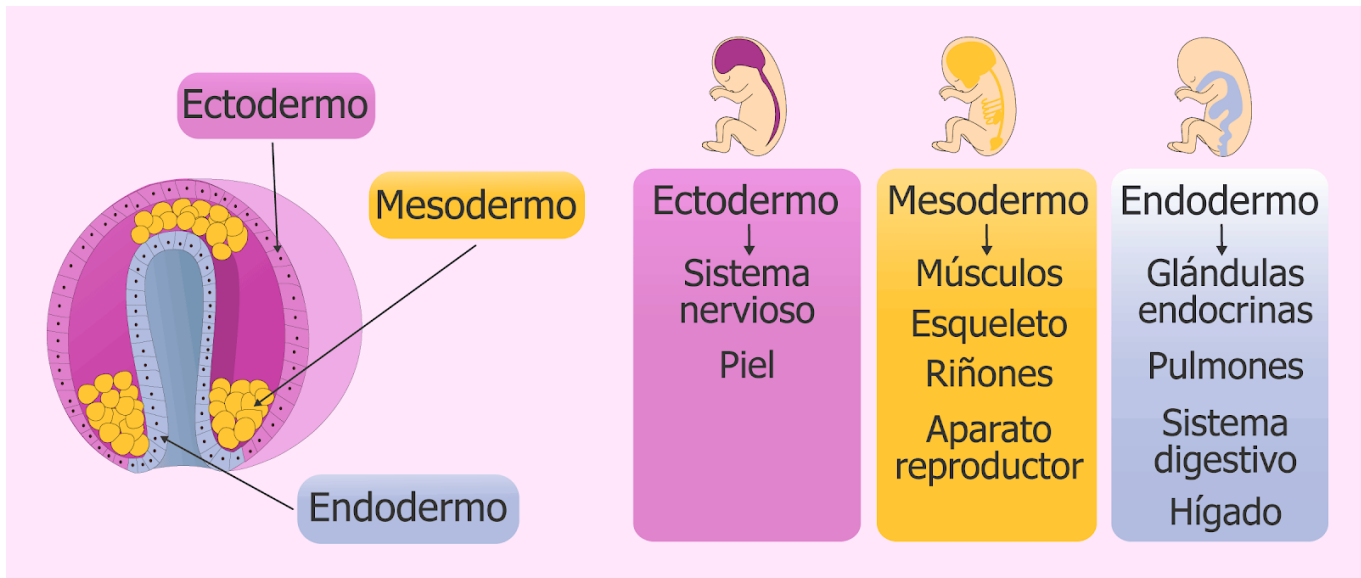 Ectodermo
Mesodermo
Endodermo
Ectodermo
Sistema
nervioso
Piel
Mesodermo
Músculos
Esqueleto
Riñones
Aparato
reproductor
Endodermo
Glándulas
endocrinas
Pulmones
Sistema
digestivo
Hígado